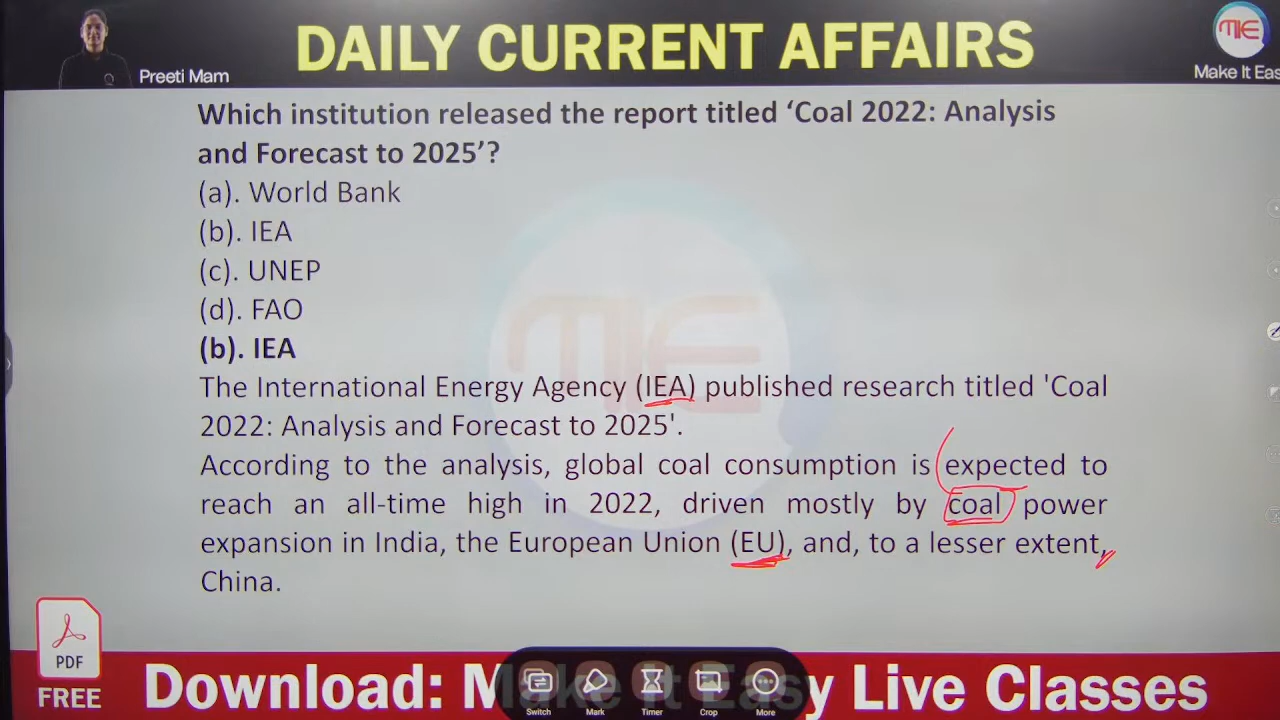 DAILY CURRENT AFFAIRS
Preeti Mam
MIE
Make It Eas
Which institution released the report titled ‘Coal 2022: Analysis
and Forecast to 2025’?
(a). World Bank
(b). IEA
(c). UNEP
(d). FAO
(b). IEA
The International Energy Agency (IEA) published research titled 'Coal
2022: Analysis and Forecast to 2025'.
According to the analysis, global coal consumption is expected to
reach an all-time high in 2022, driven mostly by coal power
expansion in India, the European Union (EU), and, to a lesser extent,
China.
PDF
FREE
Download: M Make It Easy y Live Classes
Switch Mark Timer Crop More